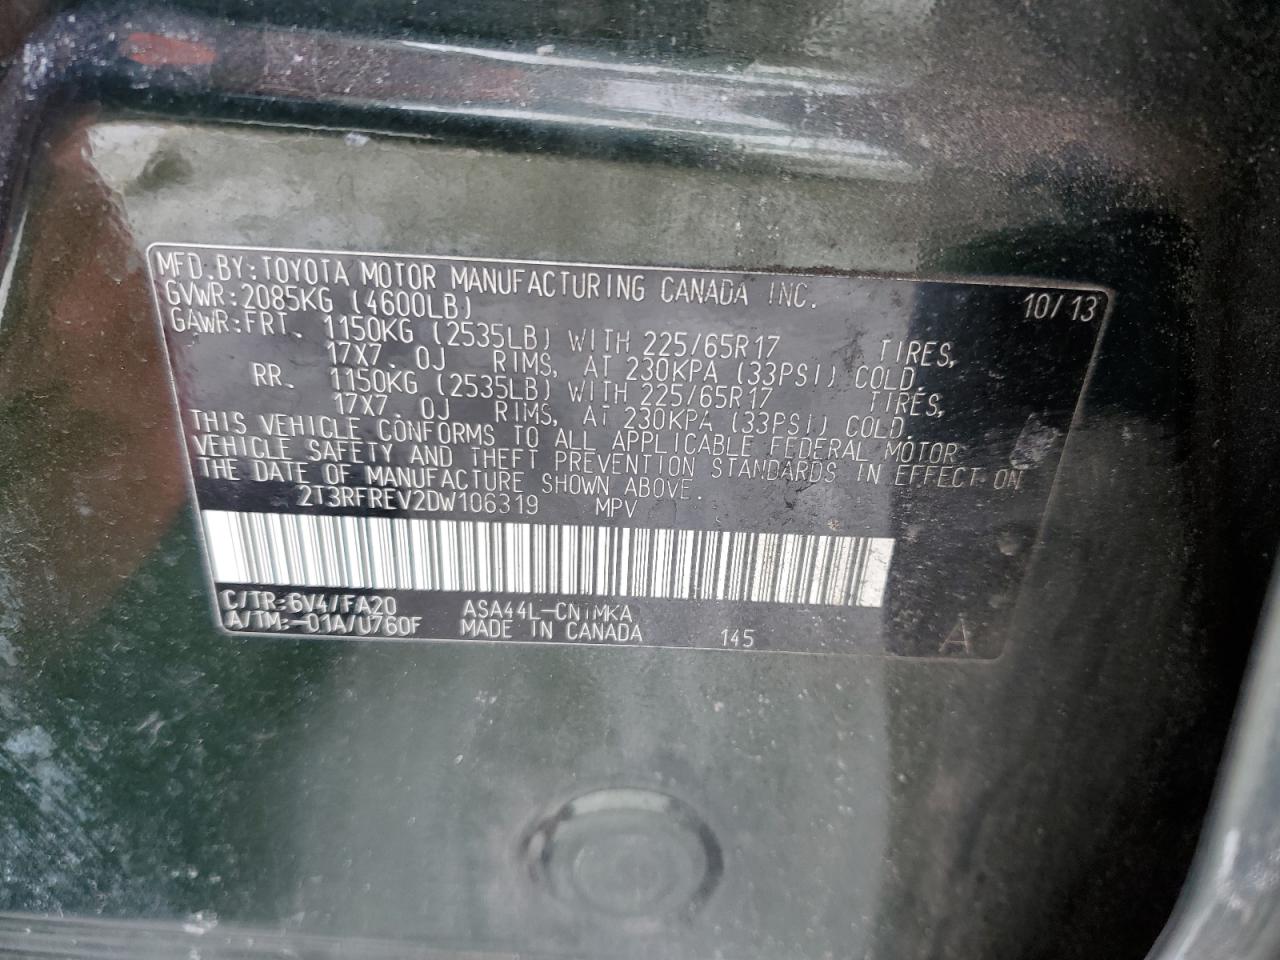 MFD.BY:TOYOTA MOTOR MANUFACTURING CANADA INC. 10/13
GVWR:2085KG (4600LB)
GAWR:FRT. 1150KG (2535LB) WITH 225/65R17 TIRES,
17X7.0J RIMS, AT 230KPA (33PSI) COLD.
RR. 1150KG (2535LB) WITH 225/65R17 TIRES,
17X7.0J RIMS, AT 230KPA (33PSI) COLD.
THIS VEHICLE CONFORMS TO ALL APPLICABLE FEDERAL MOTOR
VEHICLE SAFETY AND THEFT PREVENTION STANDARDS IN EFFECT ON
THE DATE OF MANUFACTURE SHOWN ABOVE.
2T3RFREV2DW106319 MPV
C/TR:6V4/FA20 ASA44L-CN1MKA
A/TM:-01A/U760F MADE IN CANADA 145 A